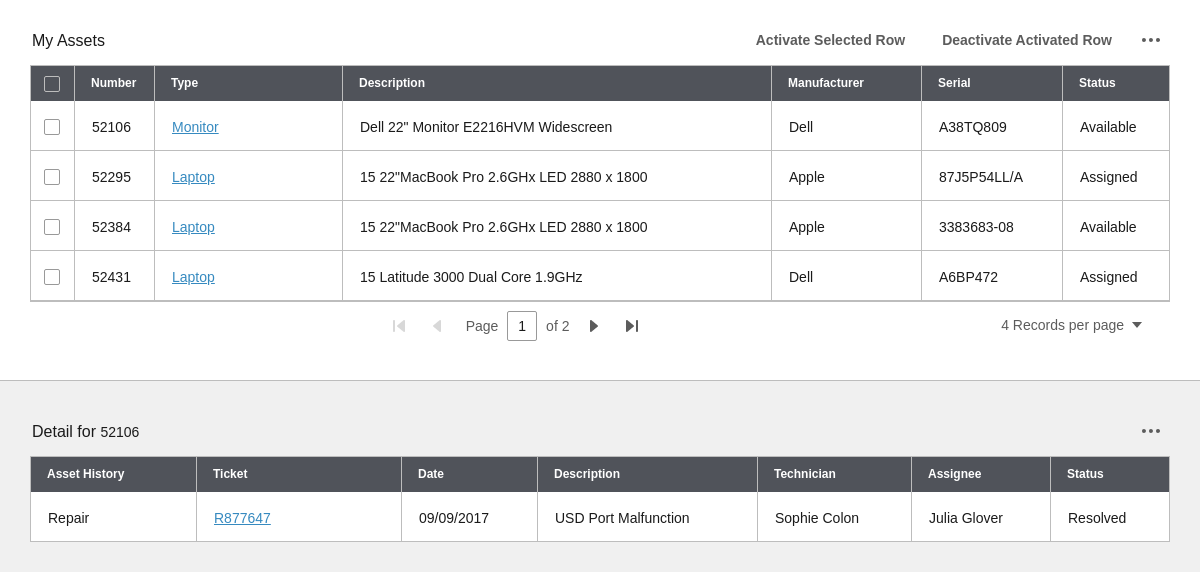 My Assets Activate Selected Row Deactivate Activated Row
Number Type Description Manufacturer Serial Status
52106 Monitor Dell 22" Monitor E2216HVM Widescreen Dell A38TQ809 Available
52295 Laptop 15 22"MacBook Pro 2.6GHx LED 2880 x 1800 Apple 87J5P54LL/A Assigned
52384 Laptop 15 22"MacBook Pro 2.6GHx LED 2880 x 1800 Apple 3383683-08 Available
52431 Laptop 15 Latitude 3000 Dual Core 1.9GHz Dell A6BP472 Assigned
Page 1 of 2 4 Records per page
Detail for 52106
Asset History Ticket Date Description Technician Assignee Status
Repair R877647 09/09/2017 USD Port Malfunction Sophie Colon Julia Glover Resolved